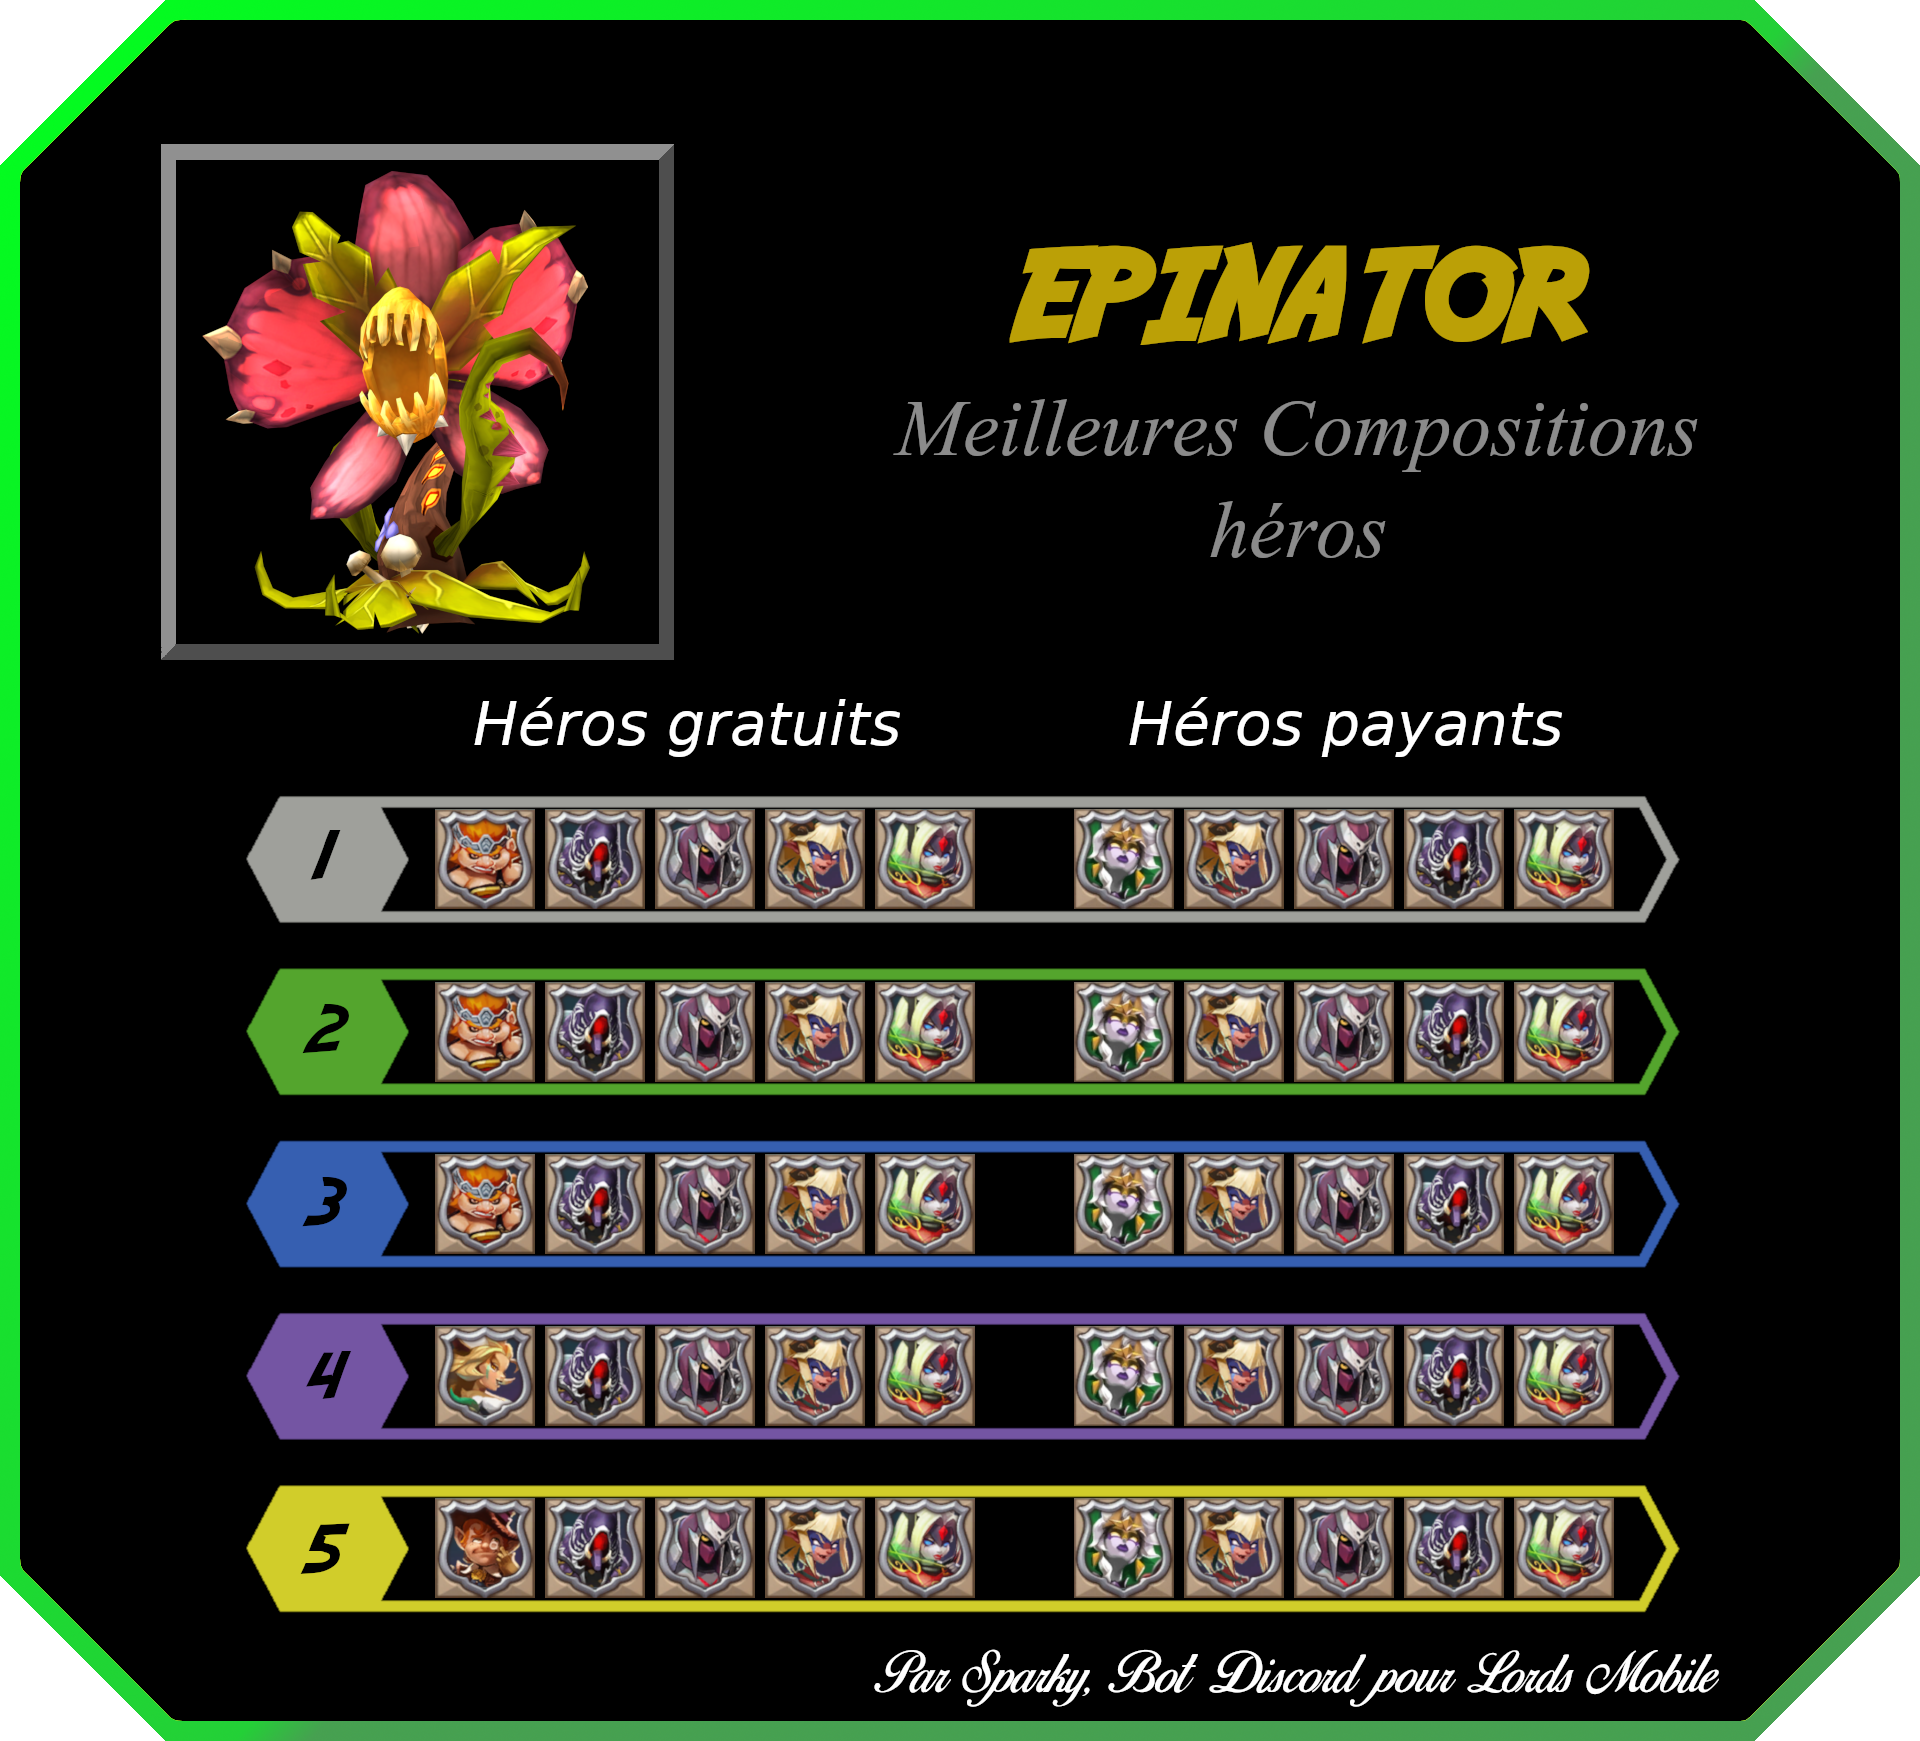 EPINATOR
Meilleures Compositions
héros
Héros gratuits
Héros payants
1
2
3
4
5
Par Sparky, Bot Discord pour Lords Mobile